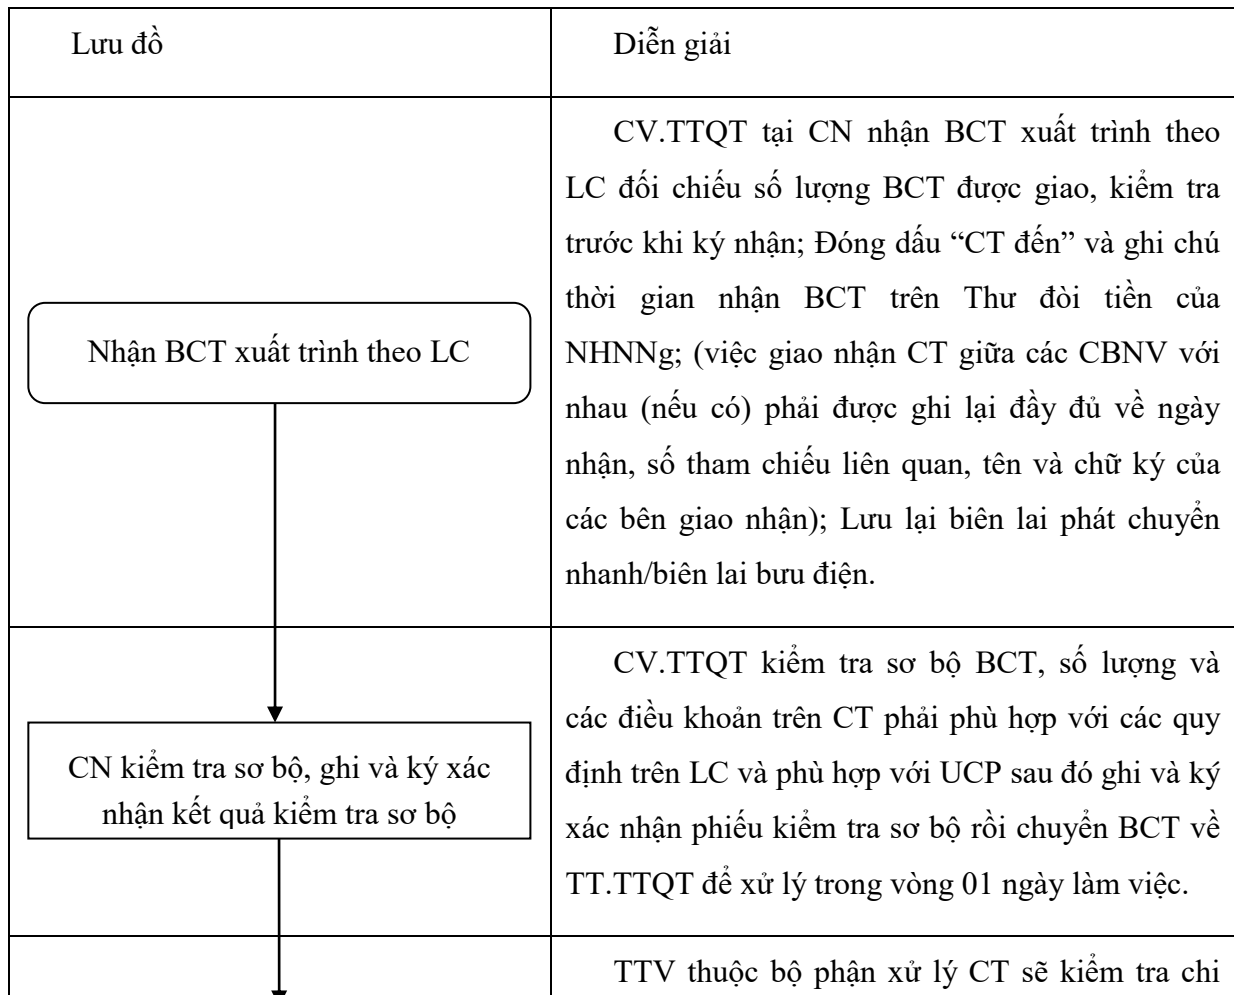 Lưu đồ
Diễn giải
Nhận BCT xuất trình theo LC
CV.TTQT tại CN nhận BCT xuất trình theo
LC đối chiếu số lượng BCT được giao, kiểm tra
trước khi ký nhận; Đóng dấu “CT đến” và ghi chú
thời gian nhận BCT trên Thư đòi tiền của
NHNNg; (việc giao nhận CT giữa các CBNV với
nhau (nếu có) phải được ghi lại đầy đủ về ngày
nhận, số tham chiếu liên quan, tên và chữ ký của
các bên giao nhận); Lưu lại biên lai phát chuyển
nhanh/biên lai bưu điện.
CN kiểm tra sơ bộ, ghi và ký xác
nhận kết quả kiểm tra sơ bộ
CV.TTQT kiểm tra sơ bộ BCT, số lượng và
các điều khoản trên CT phải phù hợp với các quy
định trên LC và phù hợp với UCP sau đó ghi và ký
xác nhận phiếu kiểm tra sơ bộ rồi chuyển BCT về
TT.TTQT để xử lý trong vòng 01 ngày làm việc.
TTV thuộc bộ phận xử lý CT sẽ kiểm tra chi